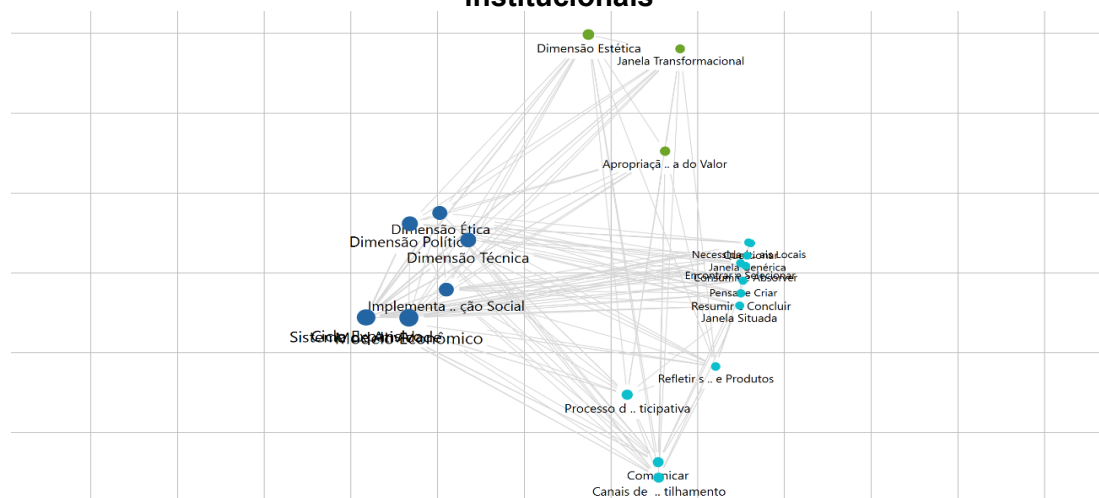 Institucionais
Dimensão Estética
Janela Transformacional
Apropriaçã .. a do Valor
Dimensão Ética
Dimensão Política
Dimensão Técnica
Locais
Janela Genérica
Encontrar e Selecionar
Consumir e Absorver
Pensar e Criar
Implementa .. ção Social
Resumir e Concluir
Janela Situada
Modelo Econômico
Refletir s .. e Produtos
Processo d .. ticipativa
Comunicar
Canais de .. tilhamento